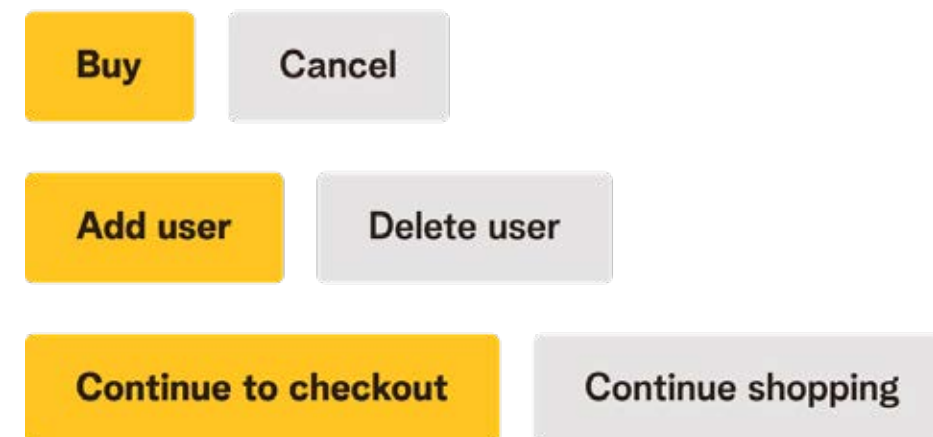 Buy Cancel
Add user Delete user
Continue to checkout Continue shopping